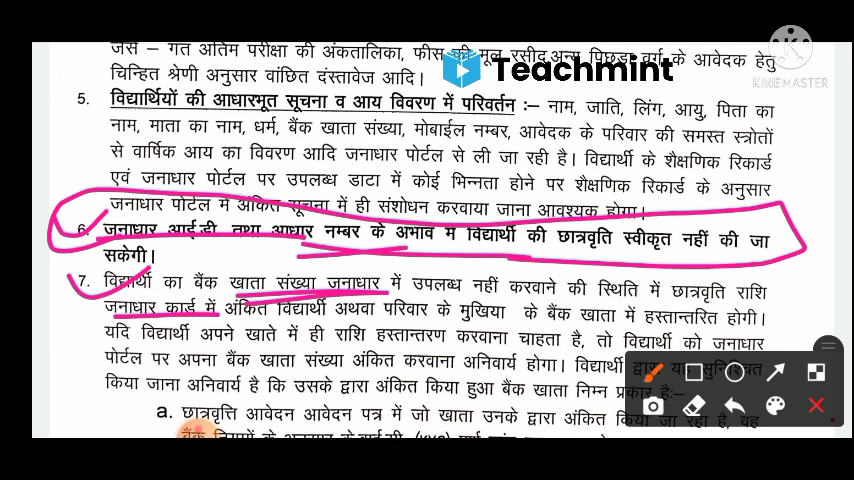 जैसे – गत अंतिम परीक्षा की अंकतालिका, फीस की मूल रसीद अन्य पिछड़ा वर्ग के आवेदक हेतु
चिन्हित श्रेणी अनुसार वांछित दंस्तावेज आदि।
Teachmint
KINEMASTER
5. विद्यार्थियों की आधारभूत सूचना व आय विवरण में परिवर्तन :– नाम, जाति, लिंग, आयु, पिता का
नाम, माता का नाम, धर्म, बैंक खाता संख्या, मोबाईल नम्बर, आवेदक के परिवार की समस्त स्त्रोतों
से वार्षिक आय का विवरण आदि जनाधार पोर्टल से ली जा रही है। विद्यार्थी के शैक्षणिक रिकार्ड
एवं जनाधार पोर्टल पर उपलब्ध डाटा में कोई भिन्नता होने पर शैक्षणिक रिकार्ड के अनुसार
जनाधार पोर्टल में अंकित सूचना में ही संशोधन करवाया जाना आवश्यक होगा।
6. जनाधार आई.डी. तथा आधार नम्बर के अभाव में विद्यार्थी की छात्रवृति स्वीकृत नहीं की जा
सकेगी।
7. विद्यार्थी का बैंक खाता संख्या जनाधार में उपलब्ध नहीं करवाने की स्थिति में छात्रवृति राशि
जनाधार कार्ड में अंकित विद्यार्थी अथवा परिवार के मुखिया के बैंक खाता में हस्तान्तरित होगी।
यदि विद्यार्थी अपने खाते में ही राशि हस्तान्तरण करवाना चाहता है, तो विद्यार्थी को जनाधार
पोर्टल पर अपना बैंक खाता संख्या अंकित करवाना अनिवार्य होगा। विद्यार्थी द्वारा यह सुनिश्चित
किया जाना अनिवार्य है कि उसके द्वारा अंकित किया हुआ बैंक खाता निम्न प्रकार है:–
a. छात्रवृत्ति आवेदन आवेदन पत्र में जो खाता उनके द्वारा अंकित किया जा रहा है, वह
बैंक नियमों के अनुसार